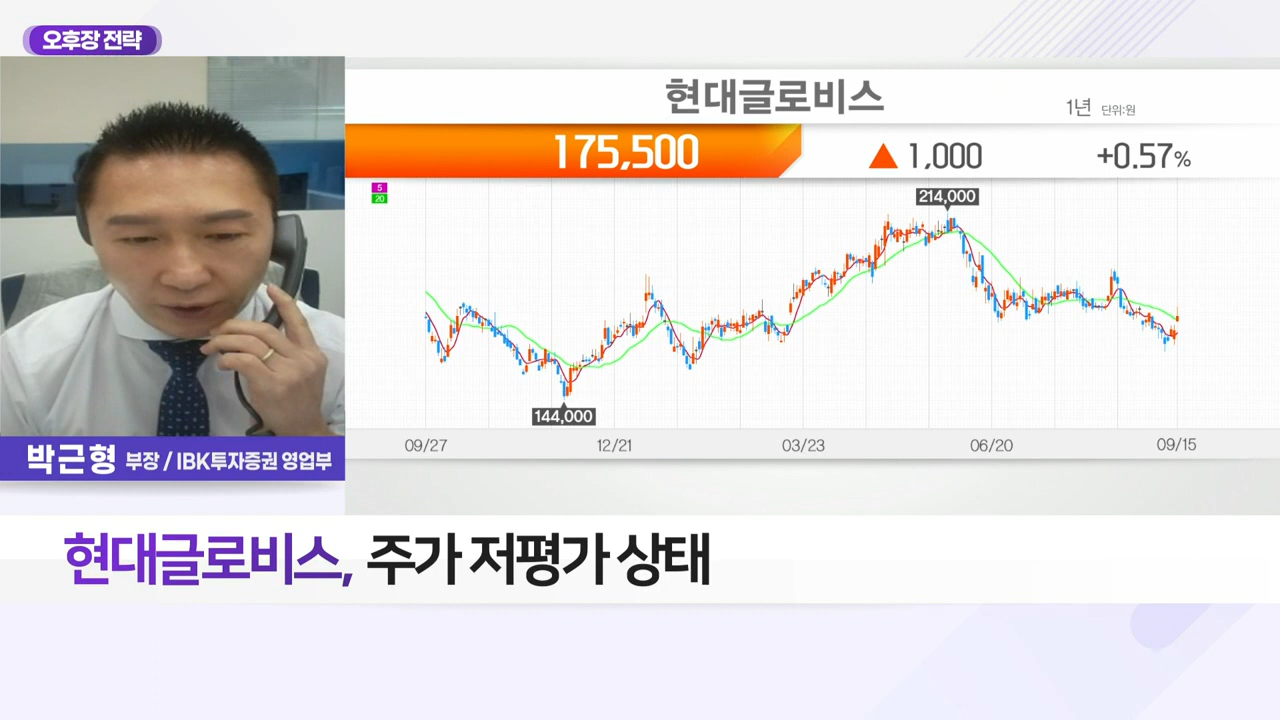 오후장 전략
현대글로비스
1년 단위:원
175,500 ▲ 1,000 +0.57%
5
20
214,000
144,000
09/27 12/21 03/23 06/20 09/15
박근형 부장 / IBK투자증권 영업부
현대글로비스, 주가 저평가 상태